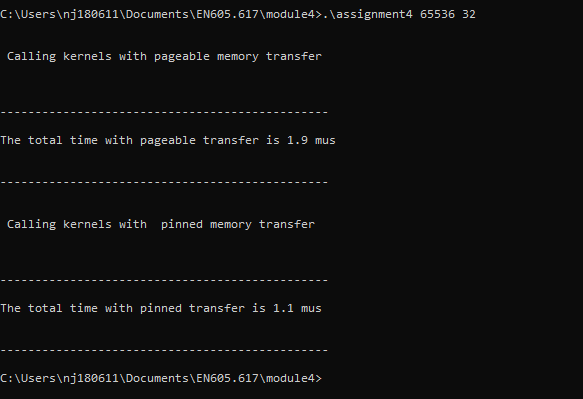 C:\Users\nj180611\Documents\EN605.617\module4>.\assignment4 65536 32
Calling kernels with pageable memory transfer
-----------------------------------------------
The total time with pageable transfer is 1.9 mus
-----------------------------------------------
Calling kernels with  pinned memory transfer
-----------------------------------------------
The total time with pinned transfer is 1.1 mus
-----------------------------------------------
C:\Users\nj180611\Documents\EN605.617\module4>